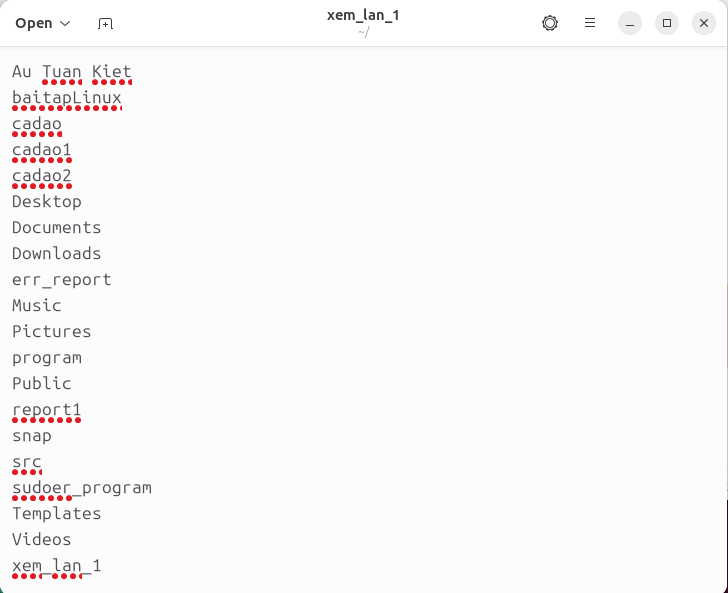 Open
xem_lan_1
~/
Au Tuan Kiet
baitapLinux
cadao
cadao1
cadao2
Desktop
Documents
Downloads
err_report
Music
Pictures
program
Public
report1
snap
src
sudoer_program
Templates
Videos
xem_lan_1